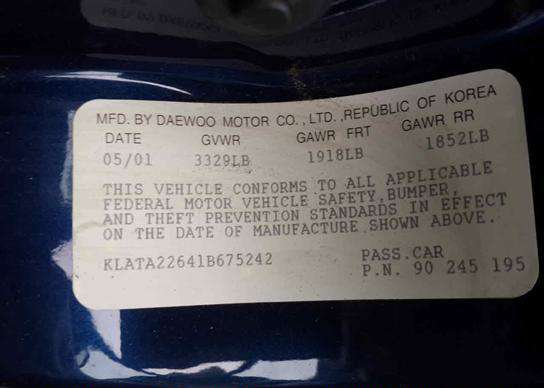 MFD. BY DAEWOO MOTOR CO., LTD. ,REPUBLIC OF KOREA
DATE GVWR GAWR FRT GAWR RR
05/01 3329LB 1918LB 1852LB
THIS VEHICLE CONFORMS TO ALL APPLICABLE
FEDERAL MOTOR VEHICLE SAFETY,BUMPER,
AND THEFT PREVENTION STANDARDS IN EFFECT
ON THE DATE OF MANUFACTURE SHOWN ABOVE.
KLATA22641B675242 PASS.CAR
P.N. 90 245 195